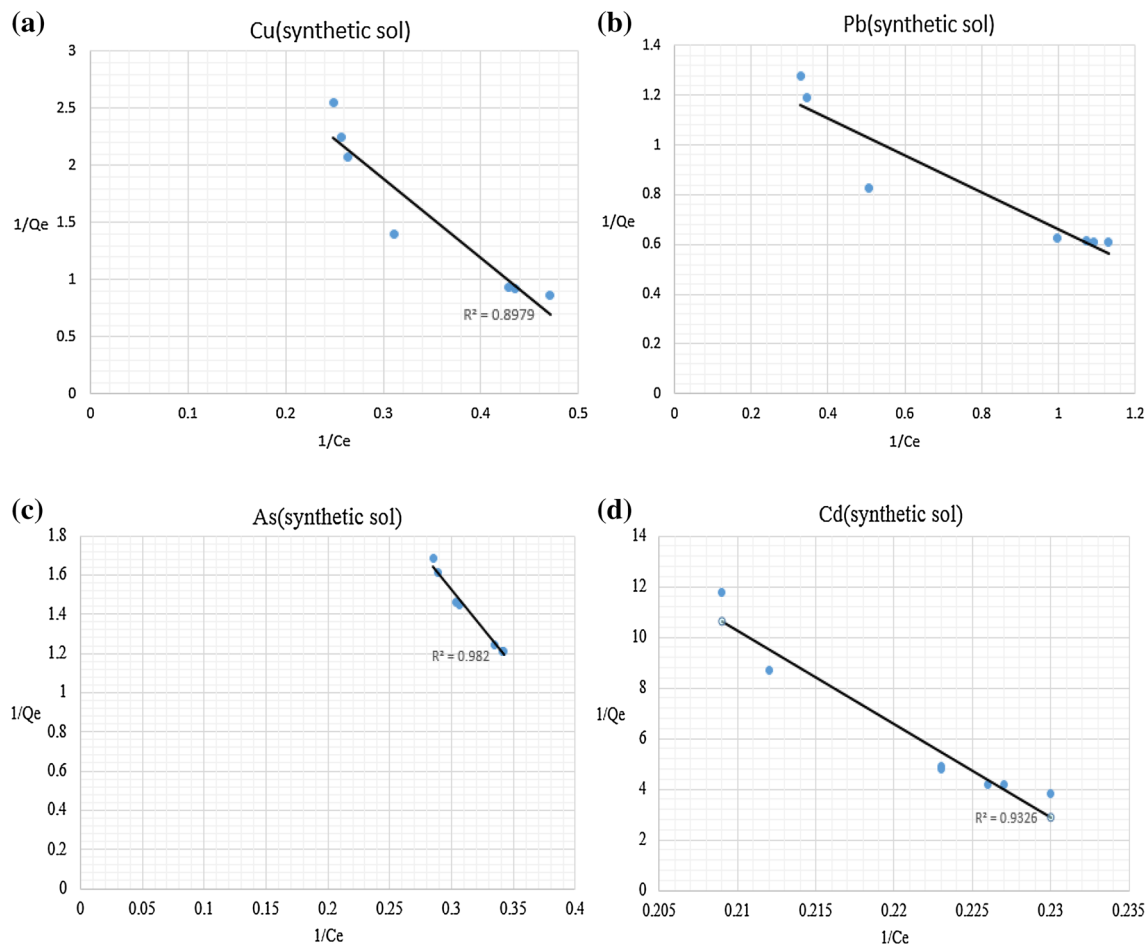 (a)
Cu(synthetic sol)
3
2.5
2
1.5
1/Qe
1
R² = 0.8979
0.5
0
0 0.1 0.2 0.3 0.4 0.5
1/Ce
(b)
Pb(synthetic sol)
1.4
1.2
1
0.8
1/Qe
0.6
0.4
0.2
0
0 0.2 0.4 0.6 0.8 1 1.2
1/Ce
(c)
As(synthetic sol)
1.8
1.6
1.4
1.2
R² = 0.982
1
1/Qe
0.8
0.6
0.4
0.2
0
0 0.05 0.1 0.15 0.2 0.25 0.3 0.35 0.4
1/Ce
(d)
Cd(synthetic sol)
14
12
10
8
1/Qe
6
4
R² = 0.9326
2
0
0.205 0.21 0.215 0.22 0.225 0.23 0.235
1/Ce